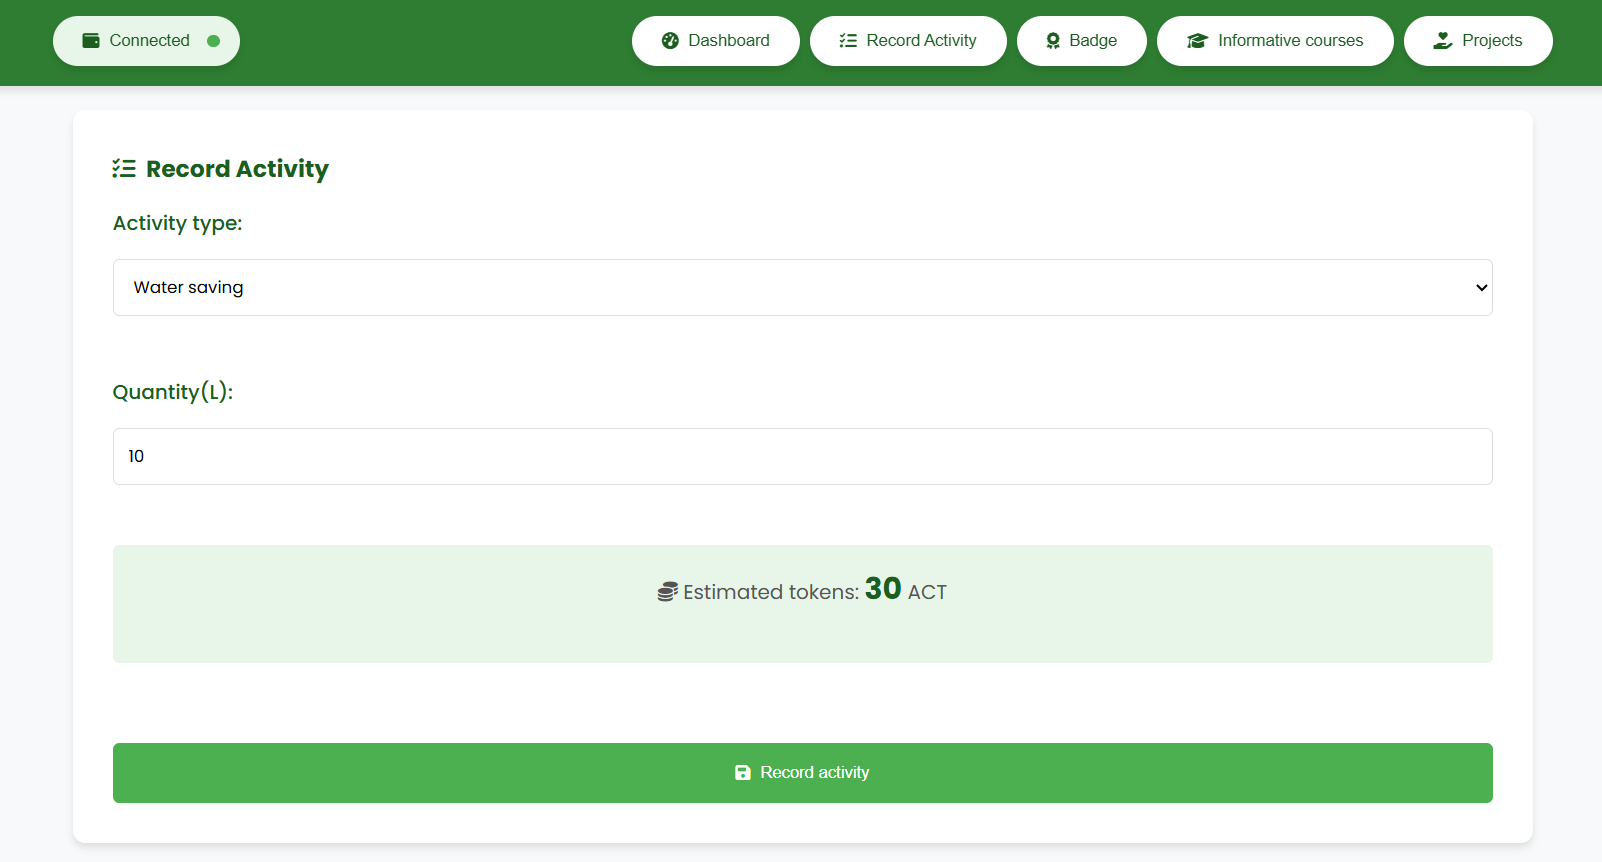 Connected
Dashboard
Record Activity
Badge
Informative courses
Projects
Record Activity
Activity type:
Water saving
Quantity(L):
10
Estimated tokens: 30 ACT
Record activity